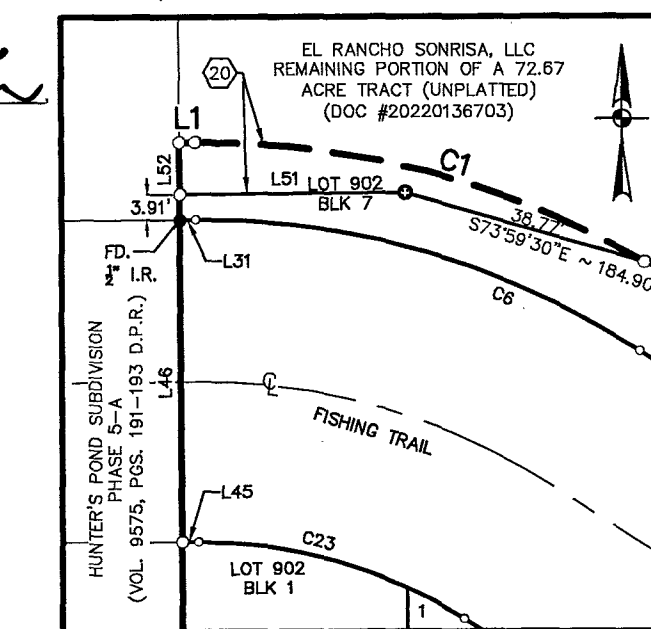 EL RANCHO SONRISA, LLC
REMAINING PORTION OF A 72.67
ACRE TRACT (UNPLATTED)
(DOC #20220136703)
20
L1
C1
L52
L51
LOT 902
BLK 7
3.91'
38.77'
S73°59'30"E ~ 184.90
FD.
1/2" I.R.
L31
C6
HUNTER'S POND SUBDIVISION
PHASE 5-A
(VOL. 9575, PGS. 191-193 D.P.R.)
L46
℄
FISHING TRAIL
L45
C23
LOT 902
BLK 1
1